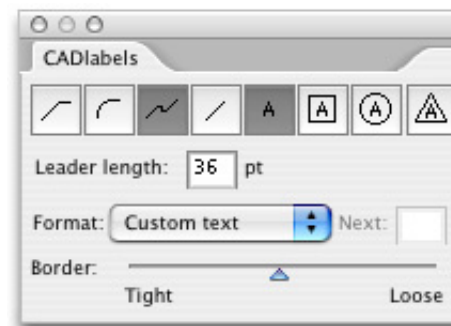 CADlabels
A A A A
Leader length: 36 pt
Format: Custom text Next:
Border:
Tight Loose